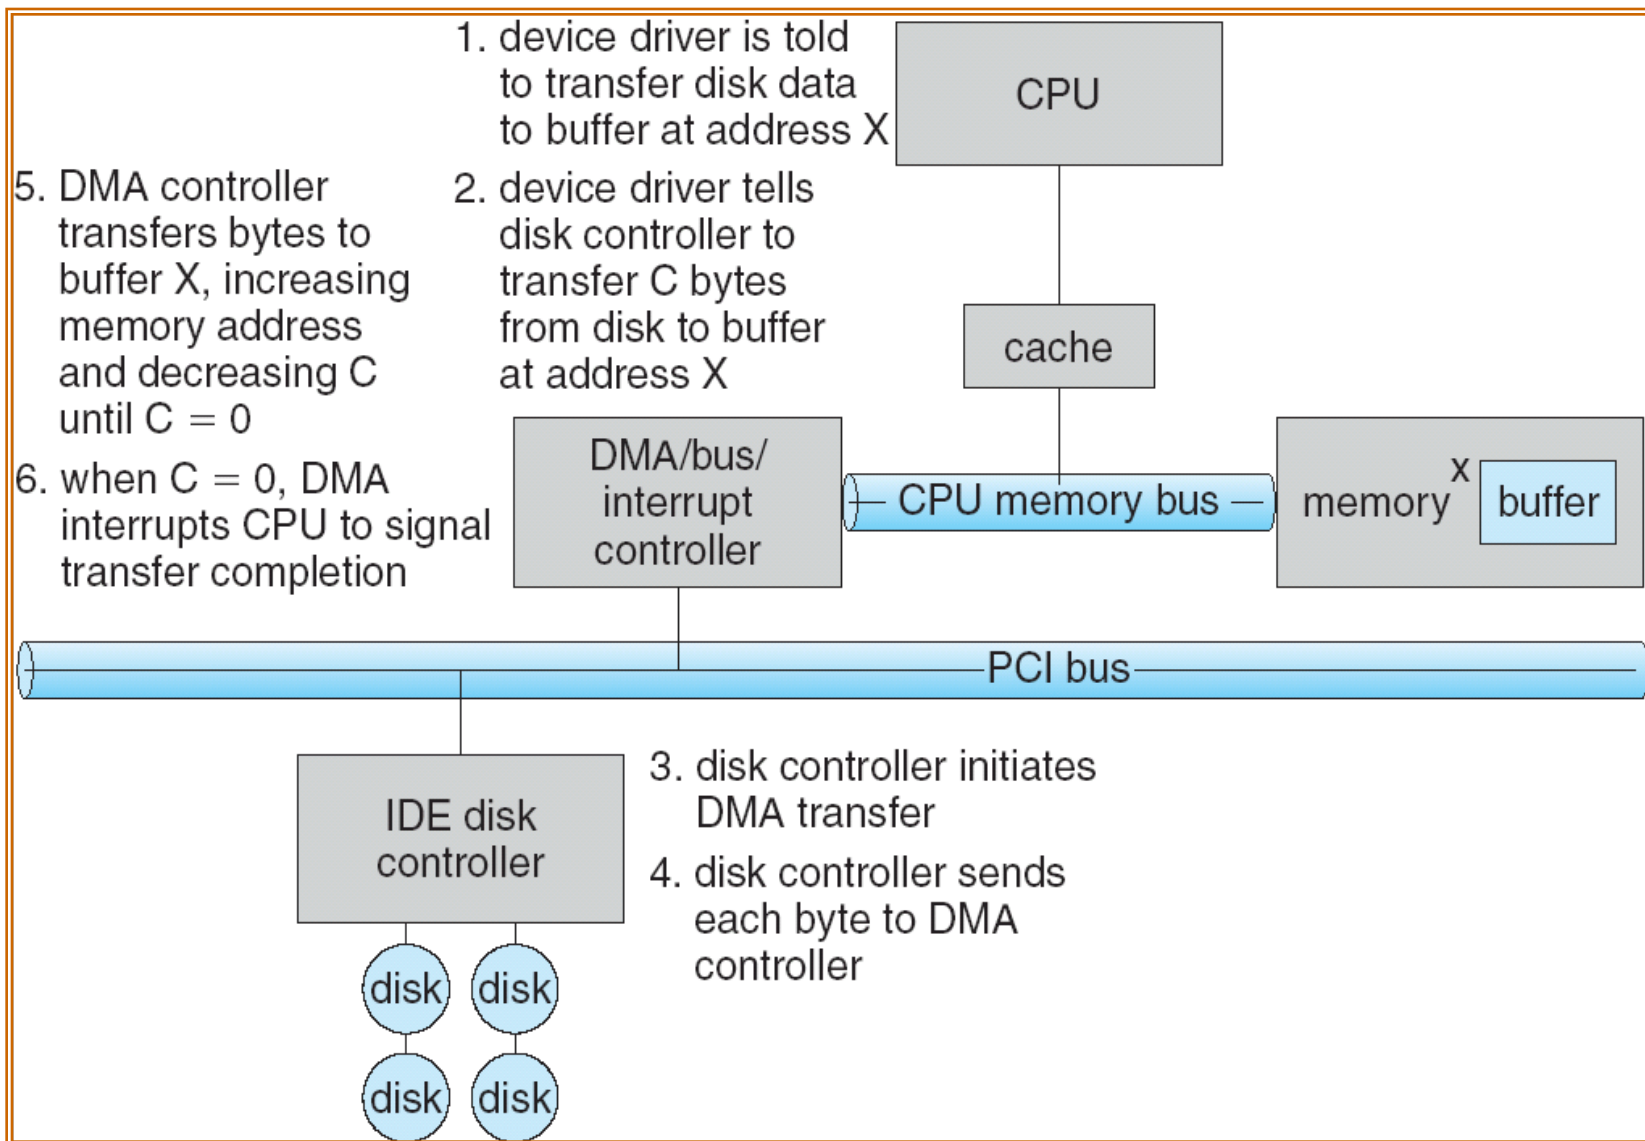 1. device driver is told
to transfer disk data
to buffer at address X
CPU
5. DMA controller
transfers bytes to
buffer X, increasing
memory address
and decreasing C
until C = 0
2. device driver tells
disk controller to
transfer C bytes
from disk to buffer
at address X
cache
6. when C = 0, DMA
interrupts CPU to signal
transfer completion
DMA/bus/
interrupt
controller
CPU memory bus
memory
X
buffer
PCI bus
IDE disk
controller
3. disk controller initiates
DMA transfer
4. disk controller sends
each byte to DMA
controller
disk
disk
disk
disk